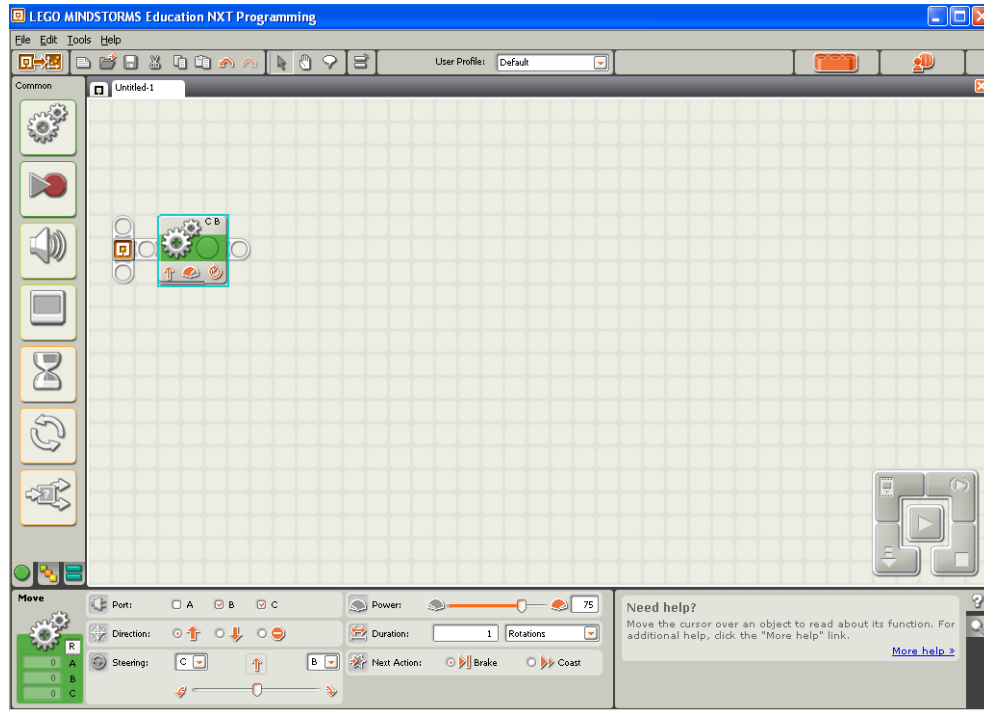 LEGO MINDSTORMS Education NXT Programming
File Edit Tools Help
User Profile: Default
Common
Untitled-1
C B
Move
R
0 A
0 B
0 C
Port: A B C
Direction:
Steering: C B
Power: 75
Duration: 1 Rotations
Next Action: Brake Coast
Need help?
Move the cursor over an object to read about its function. For
additional help, click the "More help" link.
More help »